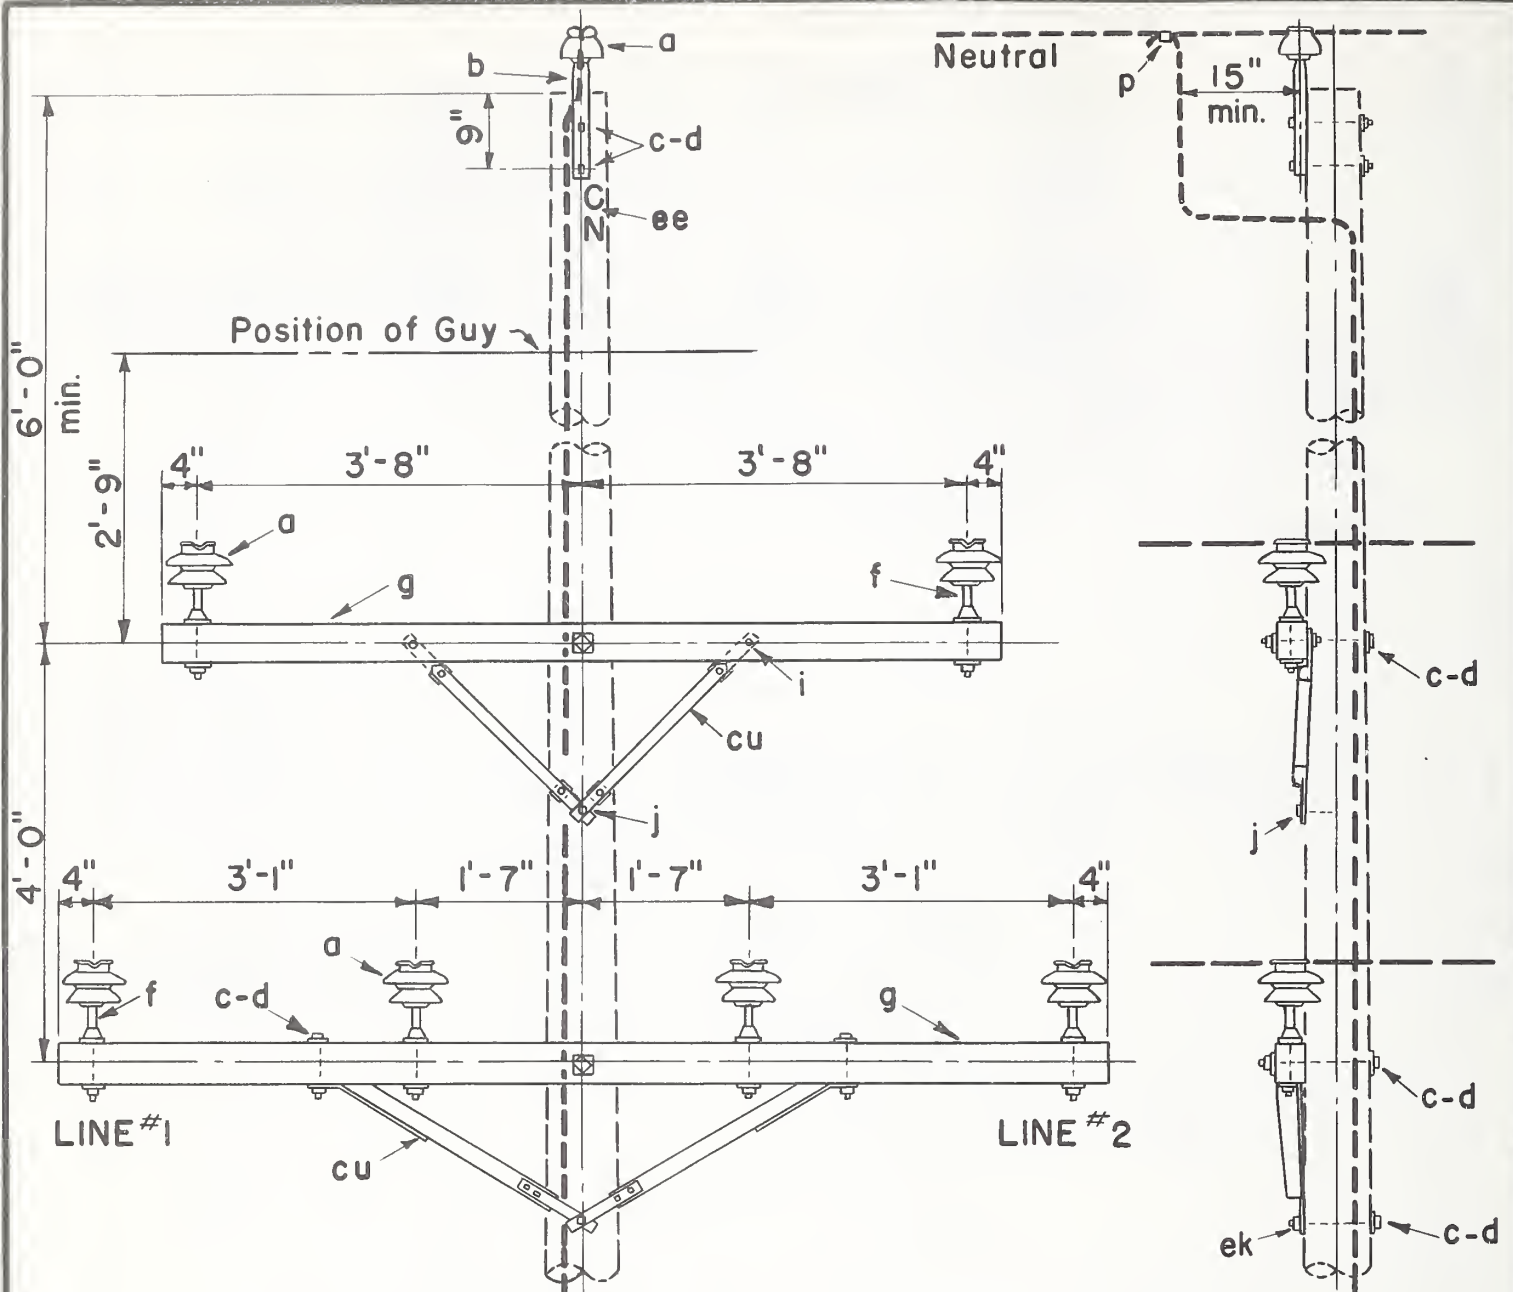 a
Neutral
b
p
15"
min.
9"
c-d
C
N
ee
Position of Guy
6'-0"
min.
2'-9"
4"
3'-8"
3'-8"
4"
a
g
f
i
c-d
cu
j
j
4'-0"
4"
3'-1"
1'-7"
1'-7"
3'-1"
4"
a
f
c-d
g
c-d
LINE #1
LINE #2
cu
ek
c-d